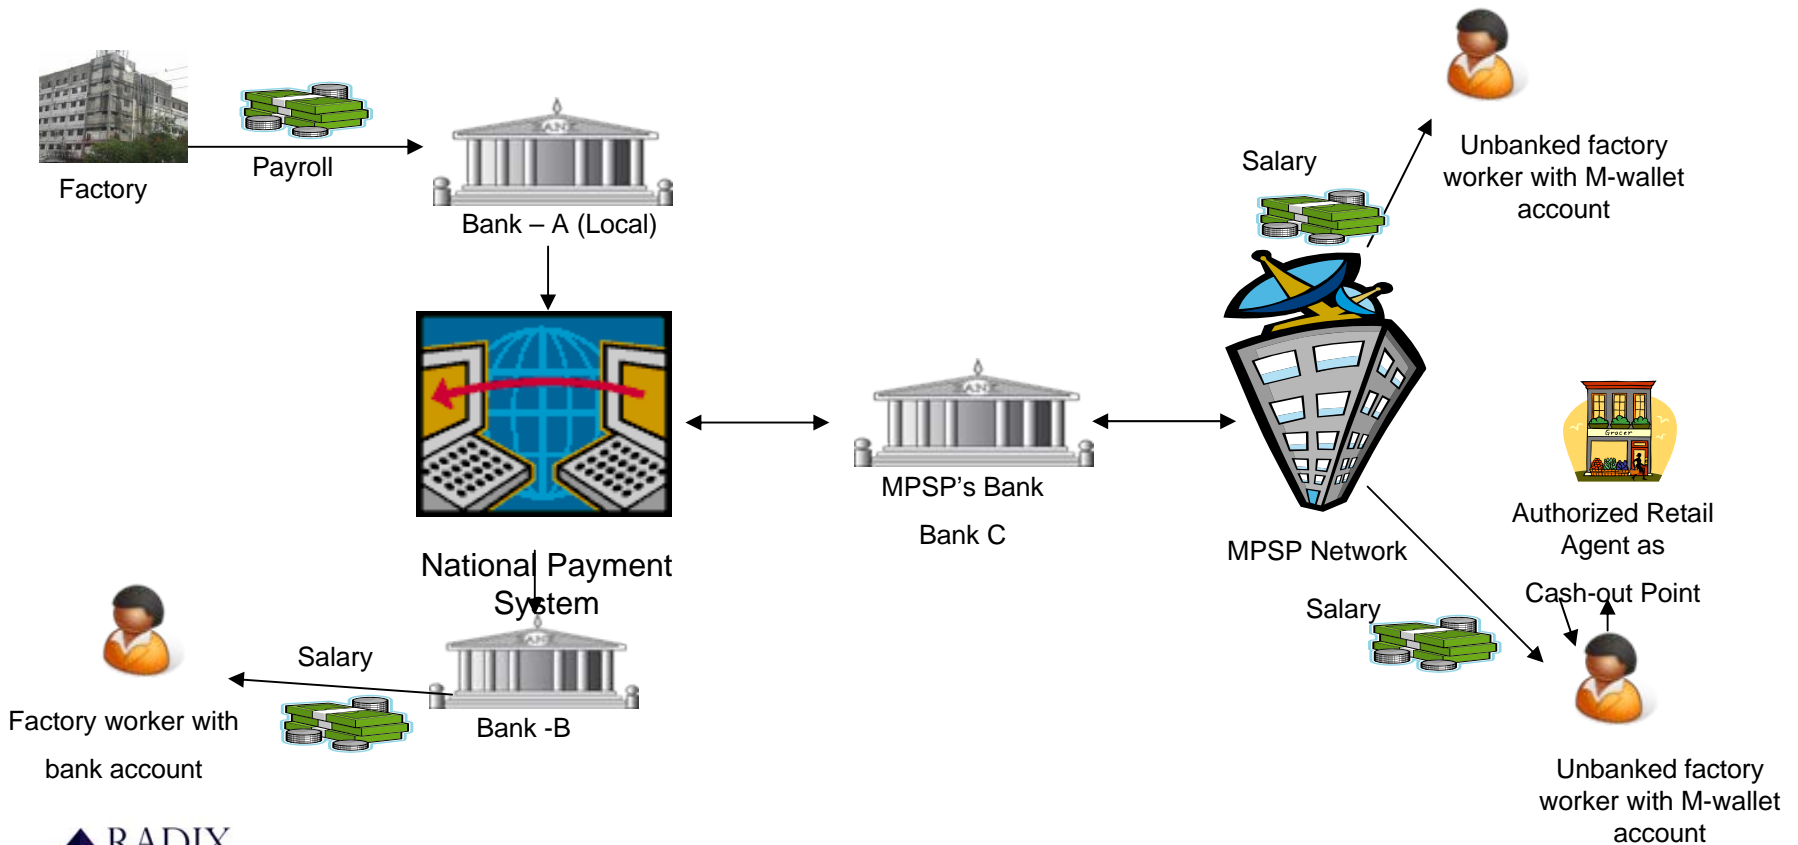 Factory
Payroll
Bank – A (Local)
National Payment
System
Salary
Factory worker with
bank account
Bank -B
MPSP's Bank
Bank C
Salary
Unbanked factory
worker with M-wallet
account
MPSP Network
Grocer
Authorized Retail
Agent as
Cash-out Point
Salary
Unbanked factory
worker with M-wallet
account
RADIX